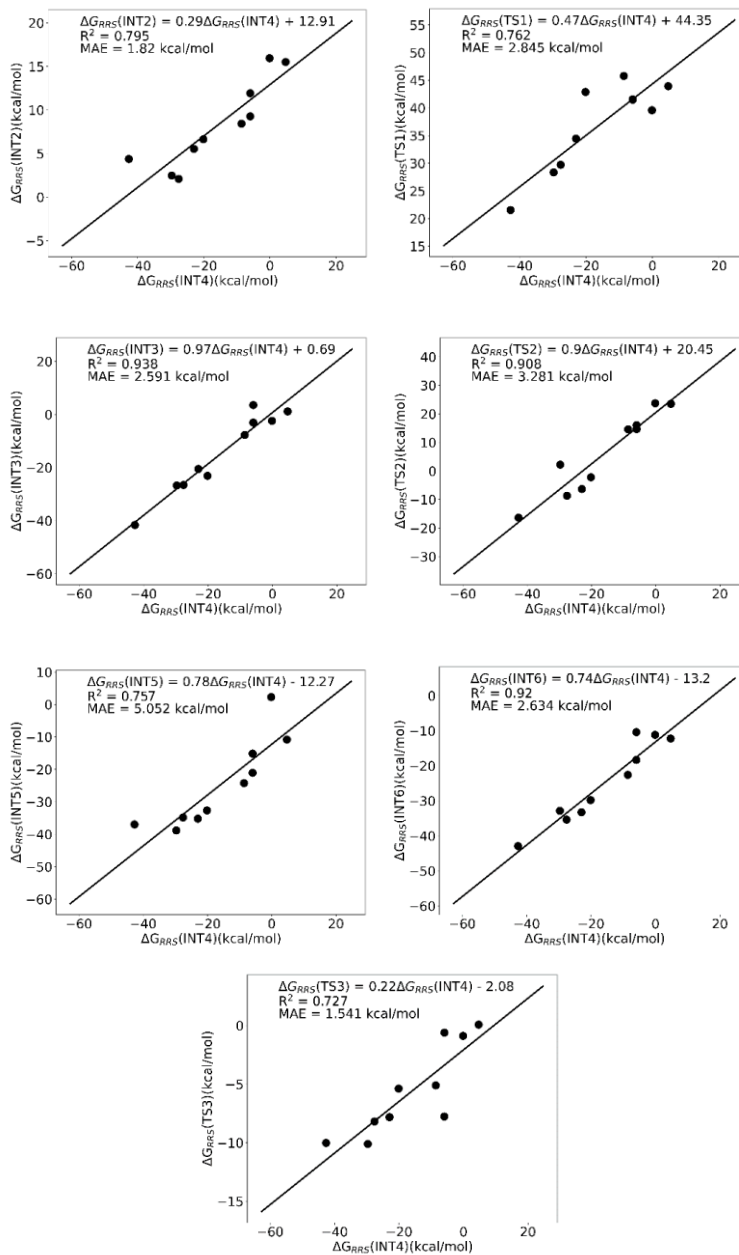 ΔG_RRS(INT2) = 0.29ΔG_RRS(INT4) + 12.91
R² = 0.795
MAE = 1.82 kcal/mol
ΔG_RRS(INT2)(kcal/mol)
20
15
10
5
0
−5
−60 −40 −20 0 20
ΔG_RRS(INT4)(kcal/mol)
ΔG_RRS(TS1) = 0.47ΔG_RRS(INT4) + 44.35
R² = 0.762
MAE = 2.845 kcal/mol
ΔG_RRS(TS1)(kcal/mol)
55
50
45
40
35
30
25
20
15
−60 −40 −20 0 20
ΔG_RRS(INT4)(kcal/mol)
ΔG_RRS(INT3) = 0.97ΔG_RRS(INT4) + 0.69
R² = 0.938
MAE = 2.591 kcal/mol
ΔG_RRS(INT3)(kcal/mol)
20
0
−20
−40
−60
−60 −40 −20 0 20
ΔG_RRS(INT4)(kcal/mol)
ΔG_RRS(TS2) = 0.9ΔG_RRS(INT4) + 20.45
R² = 0.908
MAE = 3.281 kcal/mol
ΔG_RRS(TS2)(kcal/mol)
40
30
20
10
0
−10
−20
−30
−60 −40 −20 0 20
ΔG_RRS(INT4)(kcal/mol)
ΔG_RRS(INT5) = 0.78ΔG_RRS(INT4) - 12.27
R² = 0.757
MAE = 5.052 kcal/mol
ΔG_RRS(INT5)(kcal/mol)
10
0
−10
−20
−30
−40
−50
−60
−60 −40 −20 0 20
ΔG_RRS(INT4)(kcal/mol)
ΔG_RRS(INT6) = 0.74ΔG_RRS(INT4) - 13.2
R² = 0.92
MAE = 2.634 kcal/mol
ΔG_RRS(INT6)(kcal/mol)
0
−10
−20
−30
−40
−50
−60
−60 −40 −20 0 20
ΔG_RRS(INT4)(kcal/mol)
ΔG_RRS(TS3) = 0.22ΔG_RRS(INT4) - 2.08
R² = 0.727
MAE = 1.541 kcal/mol
ΔG_RRS(TS3)(kcal/mol)
0
−5
−10
−15
−60 −40 −20 0 20
ΔG_RRS(INT4)(kcal/mol)